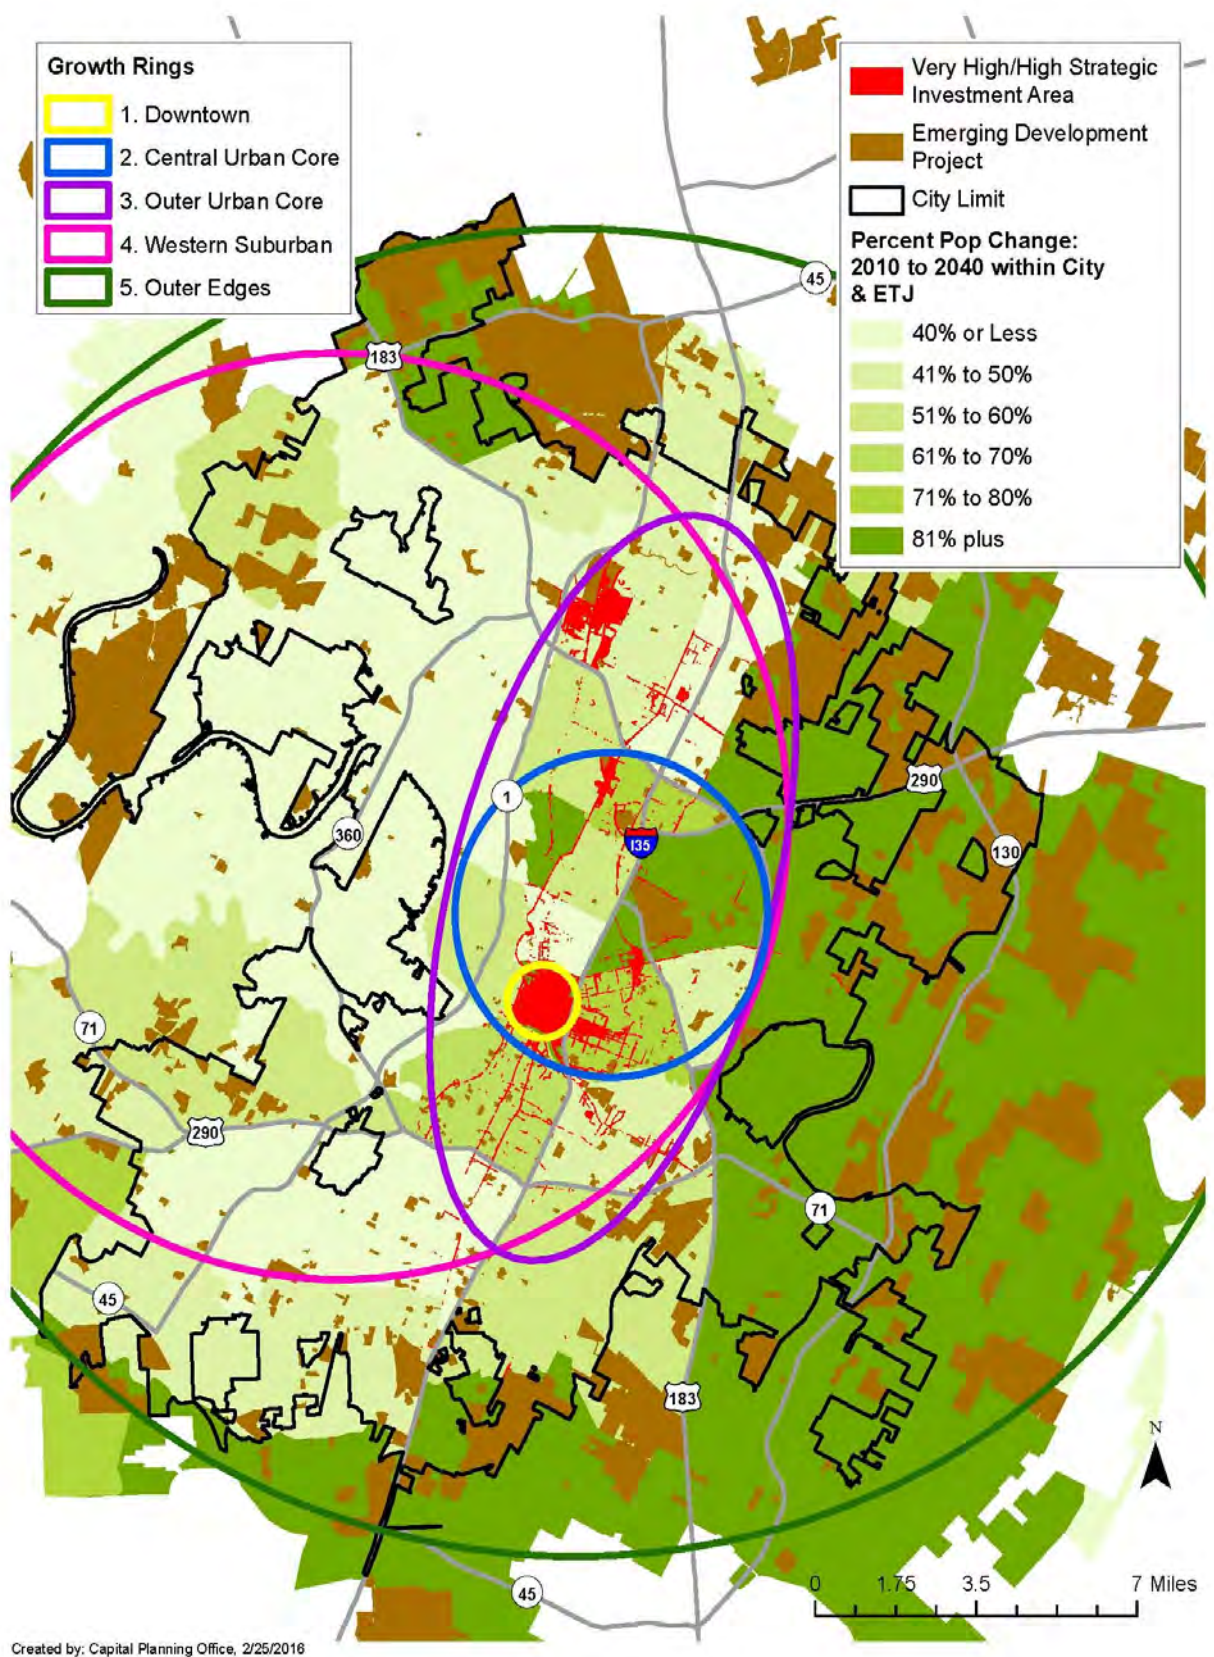 Growth Rings
1. Downtown
2. Central Urban Core
3. Outer Urban Core
4. Western Suburban
5. Outer Edges
Very High/High Strategic
Investment Area
Emerging Development
Project
City Limit
Percent Pop Change:
2010 to 2040 within City
& ETJ
40% or Less
41% to 50%
51% to 60%
61% to 70%
71% to 80%
81% plus
45
183
1
290
360
I35
130
71
290
71
45
183
45
N
0 1.75 3.5 7 Miles
Created by: Capital Planning Office, 2/25/2016